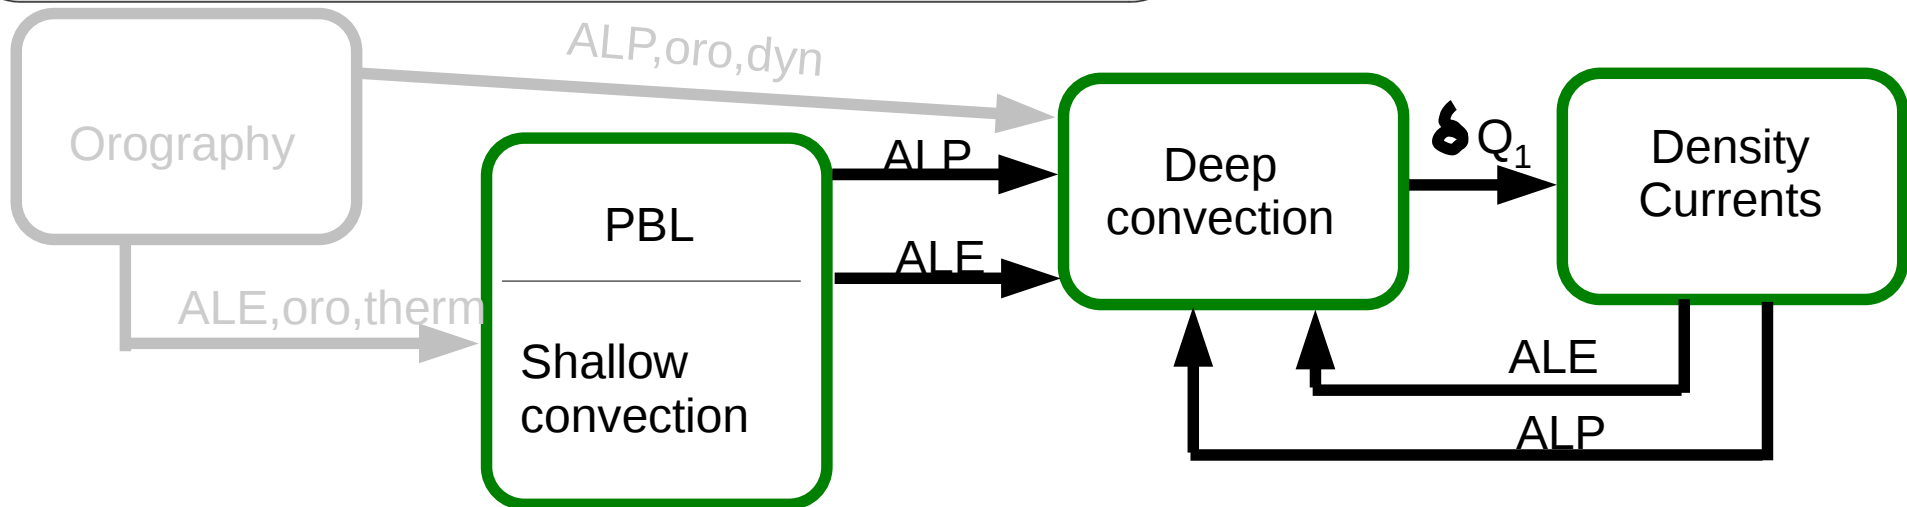 ALP,oro,dyn
Orography
ALE,oro,therm
PBL
Shallow
convection
ALP
ALE
Deep
convection
δQ₁
Density
Currents
ALE
ALP